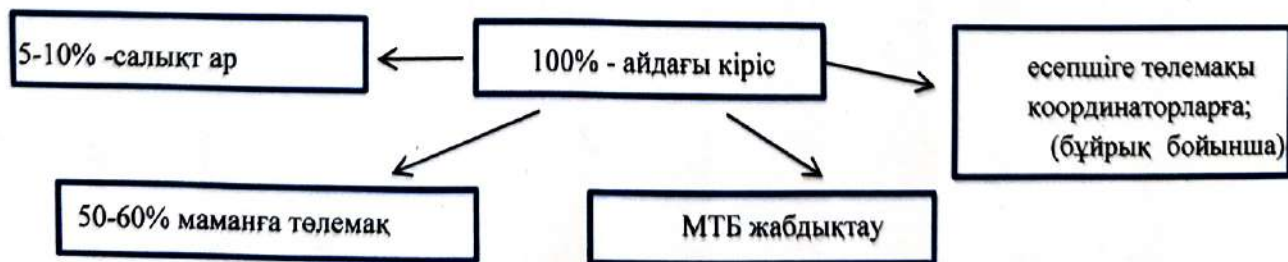 5-10% -салықт ар
100% - айдағы кіріс
есепшіге төлемақы
координаторларға;
(бұйрық бойынша)
50-60% маманға төлемақ
МТБ жабдықтау